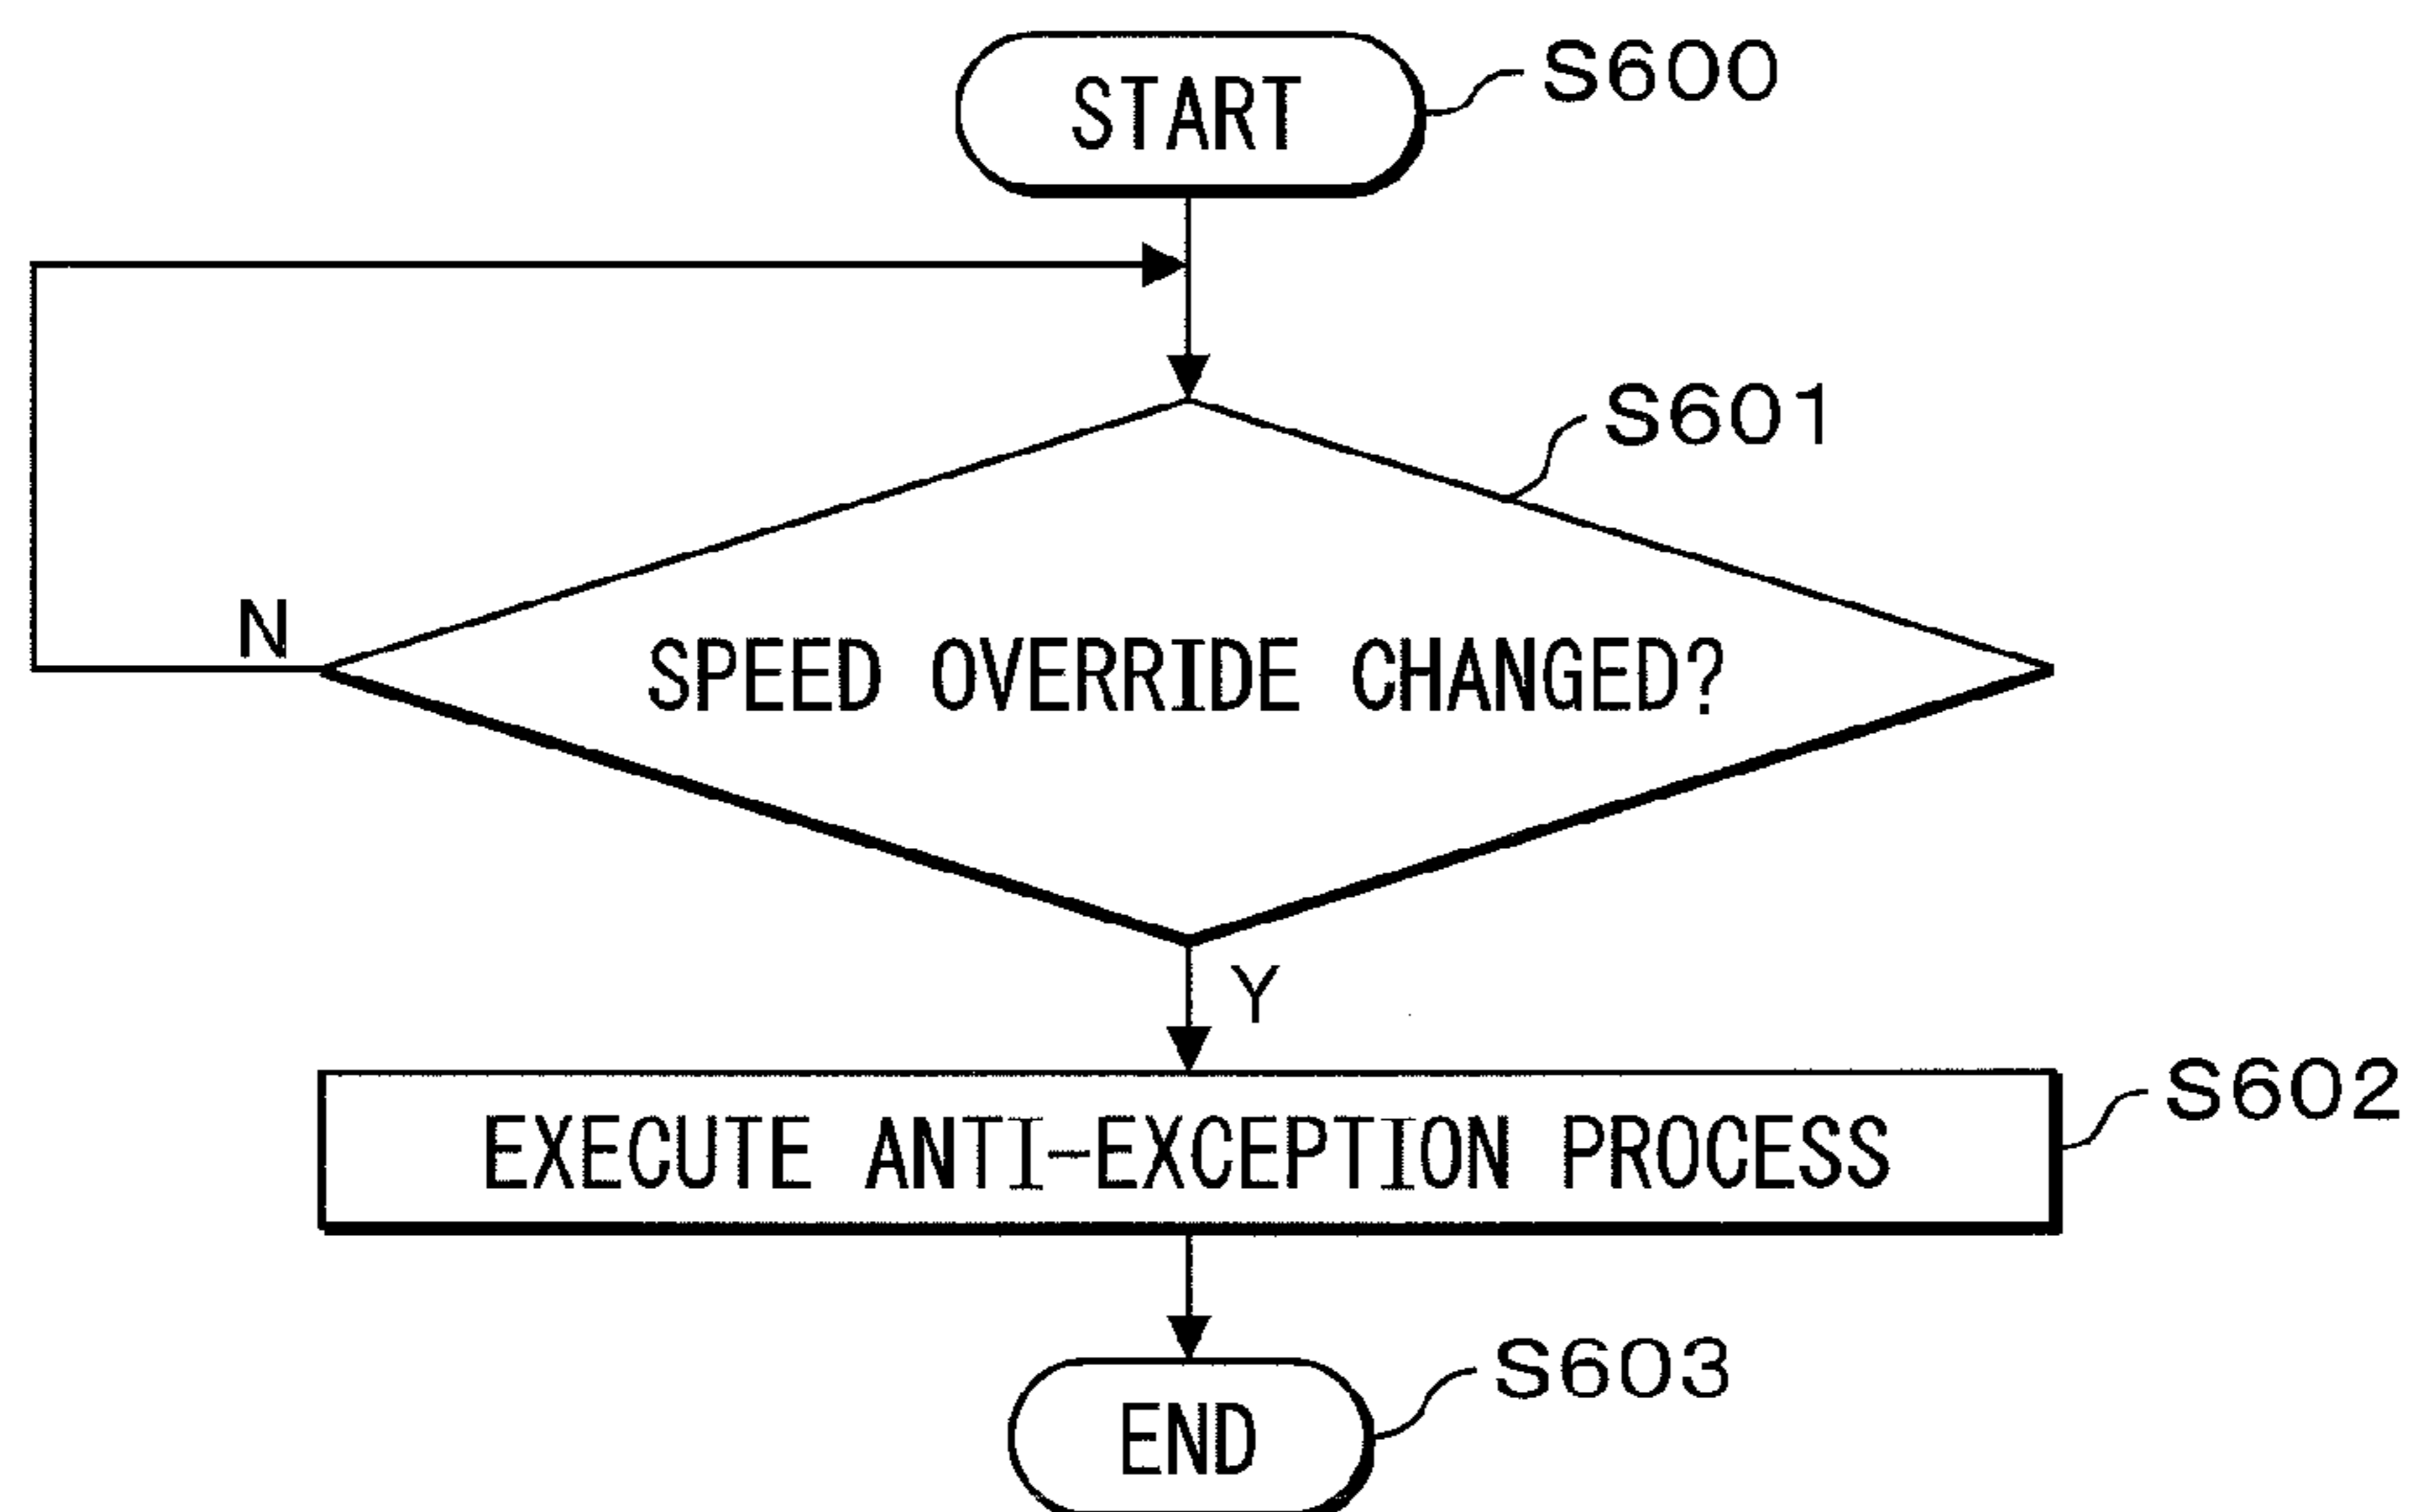 START
S600
S601
N
SPEED OVERRIDE CHANGED?
Y
EXECUTE ANTI-EXCEPTION PROCESS
S602
END
S603